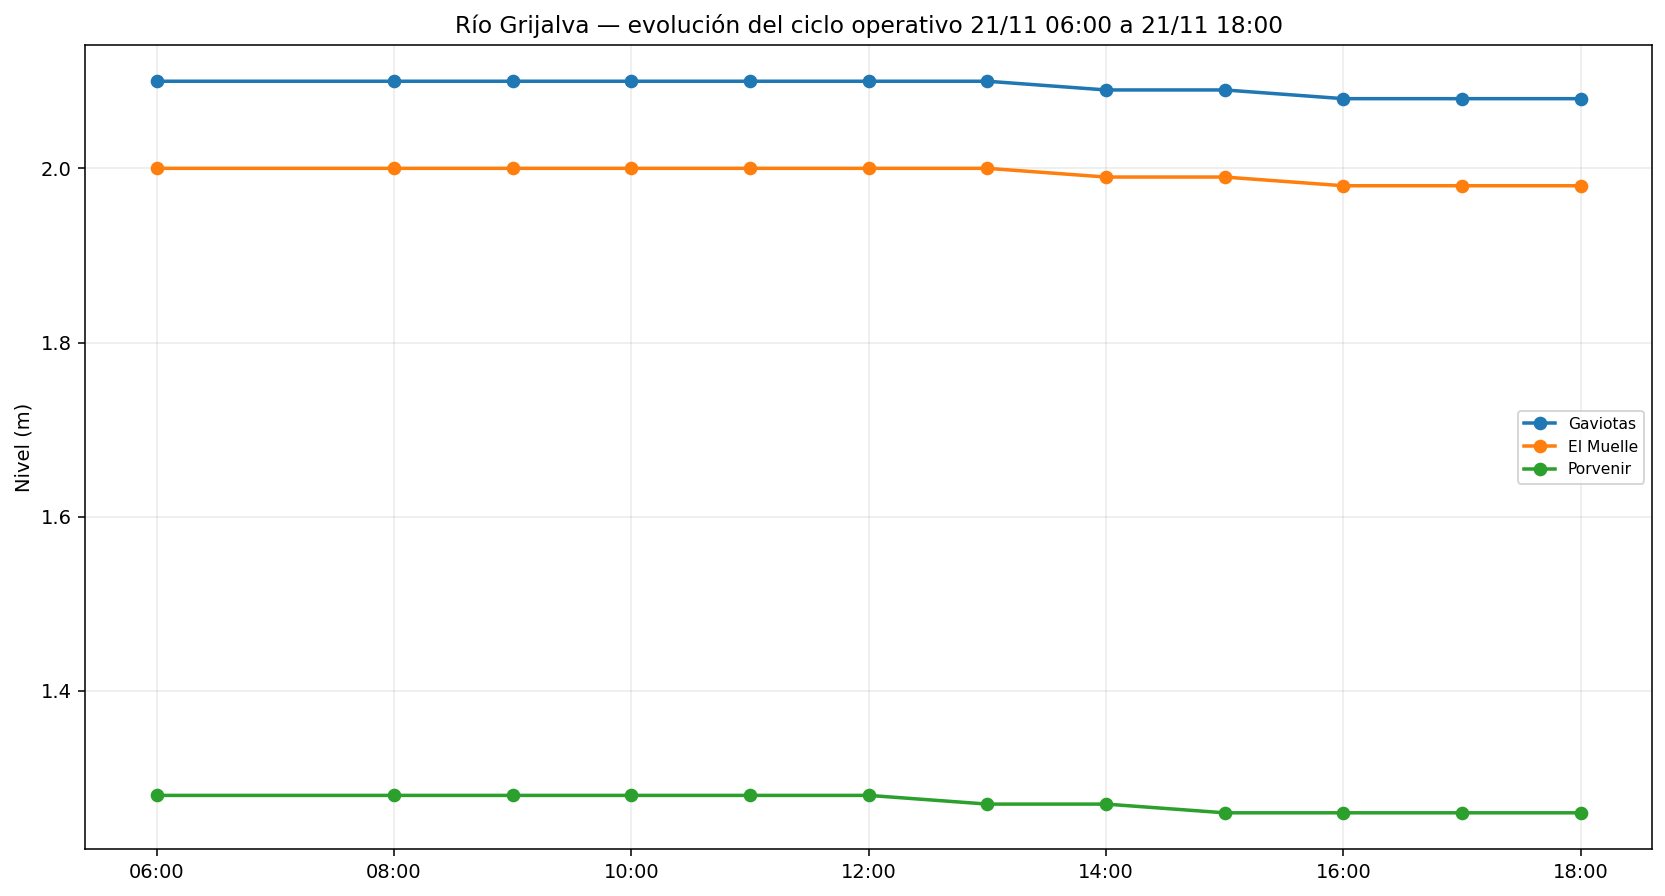 Río Grijalva — evolución del ciclo operativo 21/11 06:00 a 21/11 18:00
Nivel (m)
2.0
1.8
1.6
1.4
Gaviotas
El Muelle
Porvenir
06:00 08:00 10:00 12:00 14:00 16:00 18:00